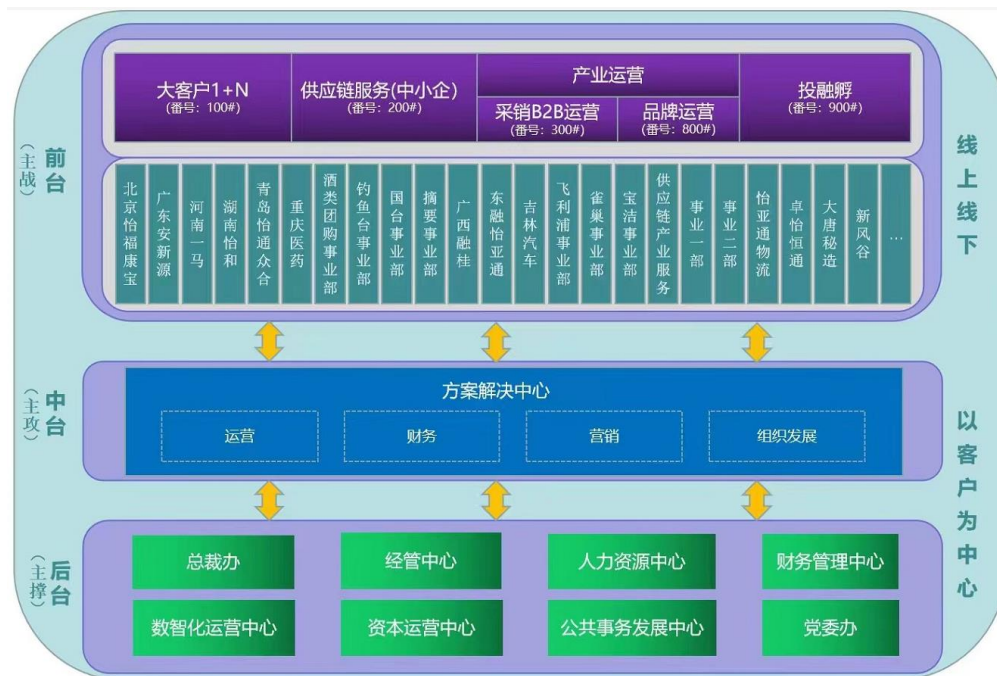 前台
（主战）
大客户1+N
(番号：100#)
供应链服务(中小企)
(番号：200#)
产业运营
采销B2B运营
(番号：300#)
品牌运营
(番号：800#)
投融孵
(番号：900#)
北京怡福康宝
广东安新源
河南一马
湖南怡和
青岛怡通众合
重庆医药
酒类团购事业部
钓鱼台事业部
国台事业部
摘要事业部
广西融桂
东融怡亚通
吉林汽车
飞利浦事业部
雀巢事业部
宝洁事业部
供应链产业服务
事业一部
事业二部
怡亚通物流
卓怡恒通
大唐秘造
新风谷
…
线上线下
中台
（主攻）
方案解决中心
运营
财务
营销
组织发展
以客户为中心
后台
（主撑）
总裁办
经管中心
人力资源中心
财务管理中心
数智化运营中心
资本运营中心
公共事务发展中心
党委办